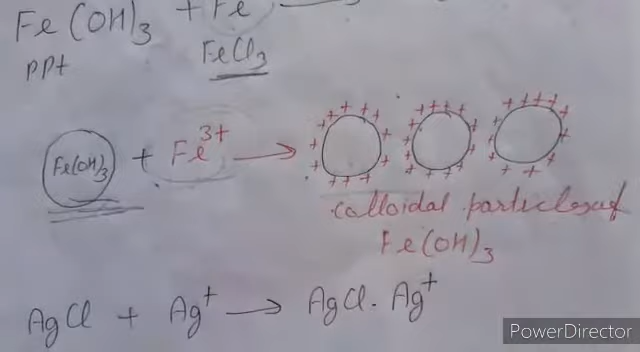 Fe(OH)3 + Fe
ppt FeCl3
Fe(OH)3 + Fe3+ →
colloidal particles of
Fe(OH)3
AgCl + Ag+ → AgCl. Ag+
PowerDirector